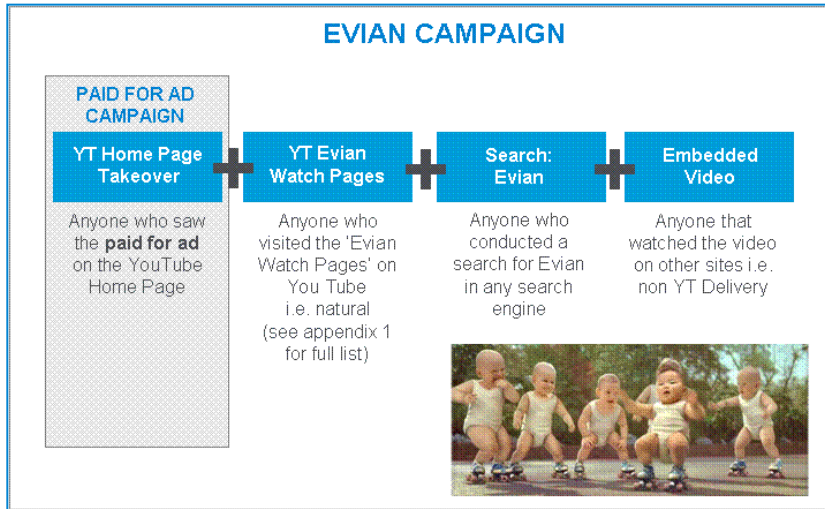 EVIAN CAMPAIGN
PAID FOR AD
CAMPAIGN
YT Home Page
Takeover
Anyone who saw
the paid for ad
on the YouTube
Home Page
YT Evian
Watch Pages
Anyone who
visited the 'Evian
Watch Pages' on
You Tube
i.e. natural
(see appendix 1
for full list)
Search:
Evian
Anyone who
conducted a
search for Evian
in any search
engine
Embedded
Video
Anyone that
watched the video
on other sites i.e.
non YT Delivery